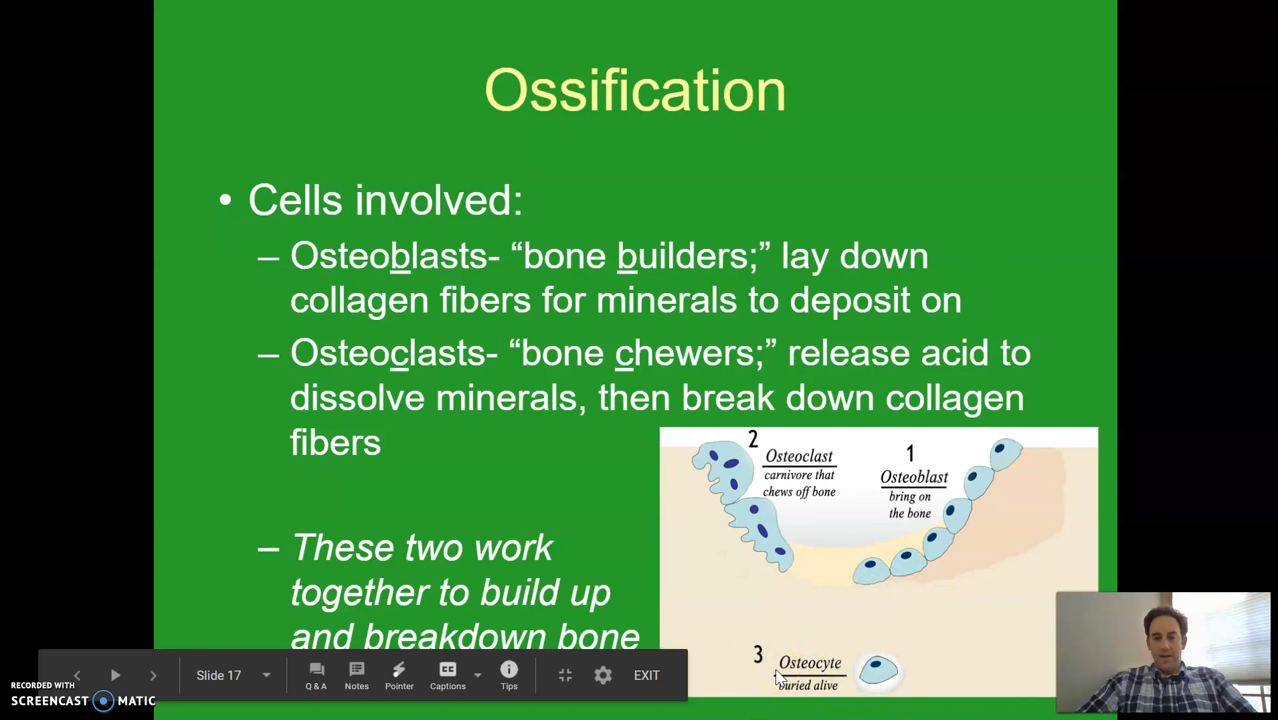 Ossification
• Cells involved:
– Osteoblasts- “bone builders;” lay down
collagen fibers for minerals to deposit on
– Osteoclasts- “bone chewers;” release acid to
dissolve minerals, then break down collagen
fibers
– These two work
together to build up
and breakdown bone
2
Osteoclast
carnivore that
chews off bone
1
Osteoblast
bring on
the bone
3
Osteocyte
buried alive
Slide 17
Q & A
Notes
Pointer
Captions
Tips
EXIT
RECORDED WITH
SCREENCAST MATIC